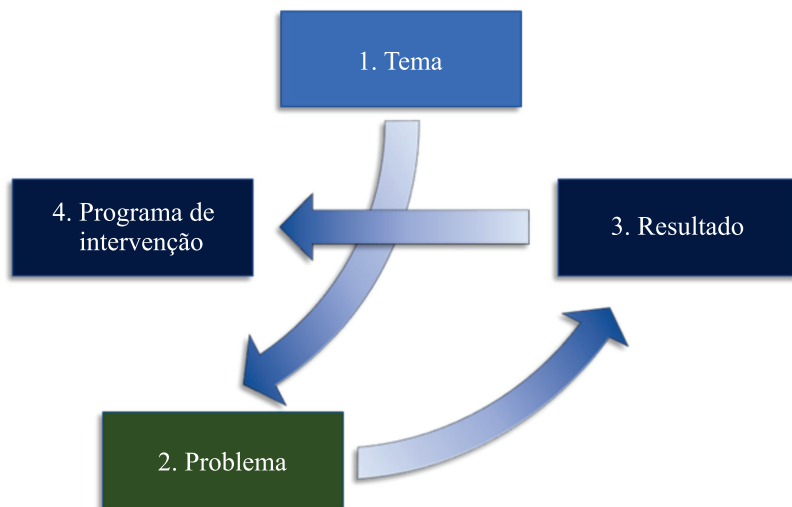 1. Tema
4. Programa de
intervenção
3. Resultado
2. Problema